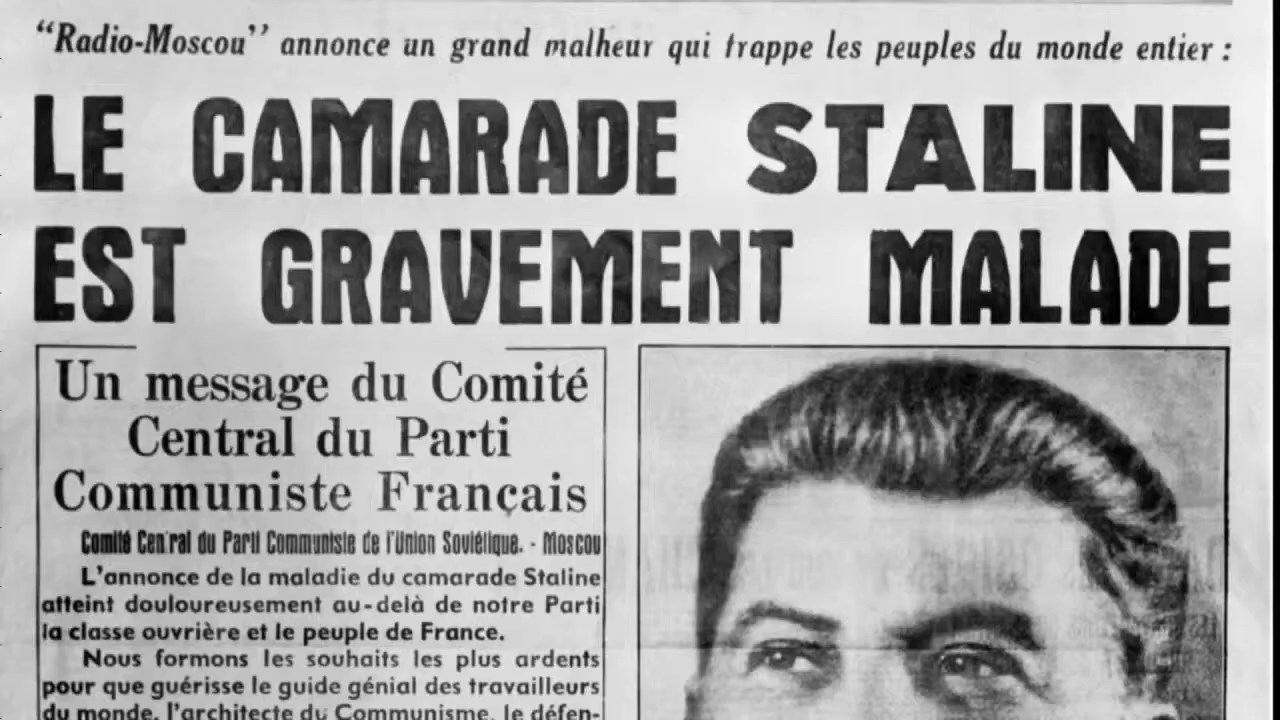 "Radio-Moscou" annonce un grand malheur qui trappe les peuples du monde entier :
LE CAMARADE STALINE
EST GRAVEMENT MALADE
Un message du Comité
Central du Parti
Communiste Français
Comité Central du Parti Communiste de l'Union Soviétique. - Moscou
L'annonce de la maladie du camarade Staline
atteint douloureusement au-delà de notre Parti
la classe ouvrière et le peuple de France.
Nous formons les souhaits les plus ardents
pour que guérisse le guide génial des travailleurs
du monde, l'architecte du Communisme, le défen-